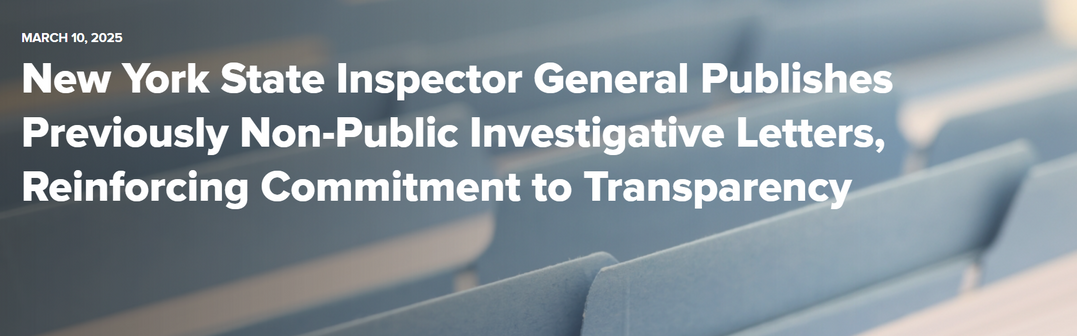 MARCH 10, 2025
New York State Inspector General Publishes
Previously Non-Public Investigative Letters,
Reinforcing Commitment to Transparency